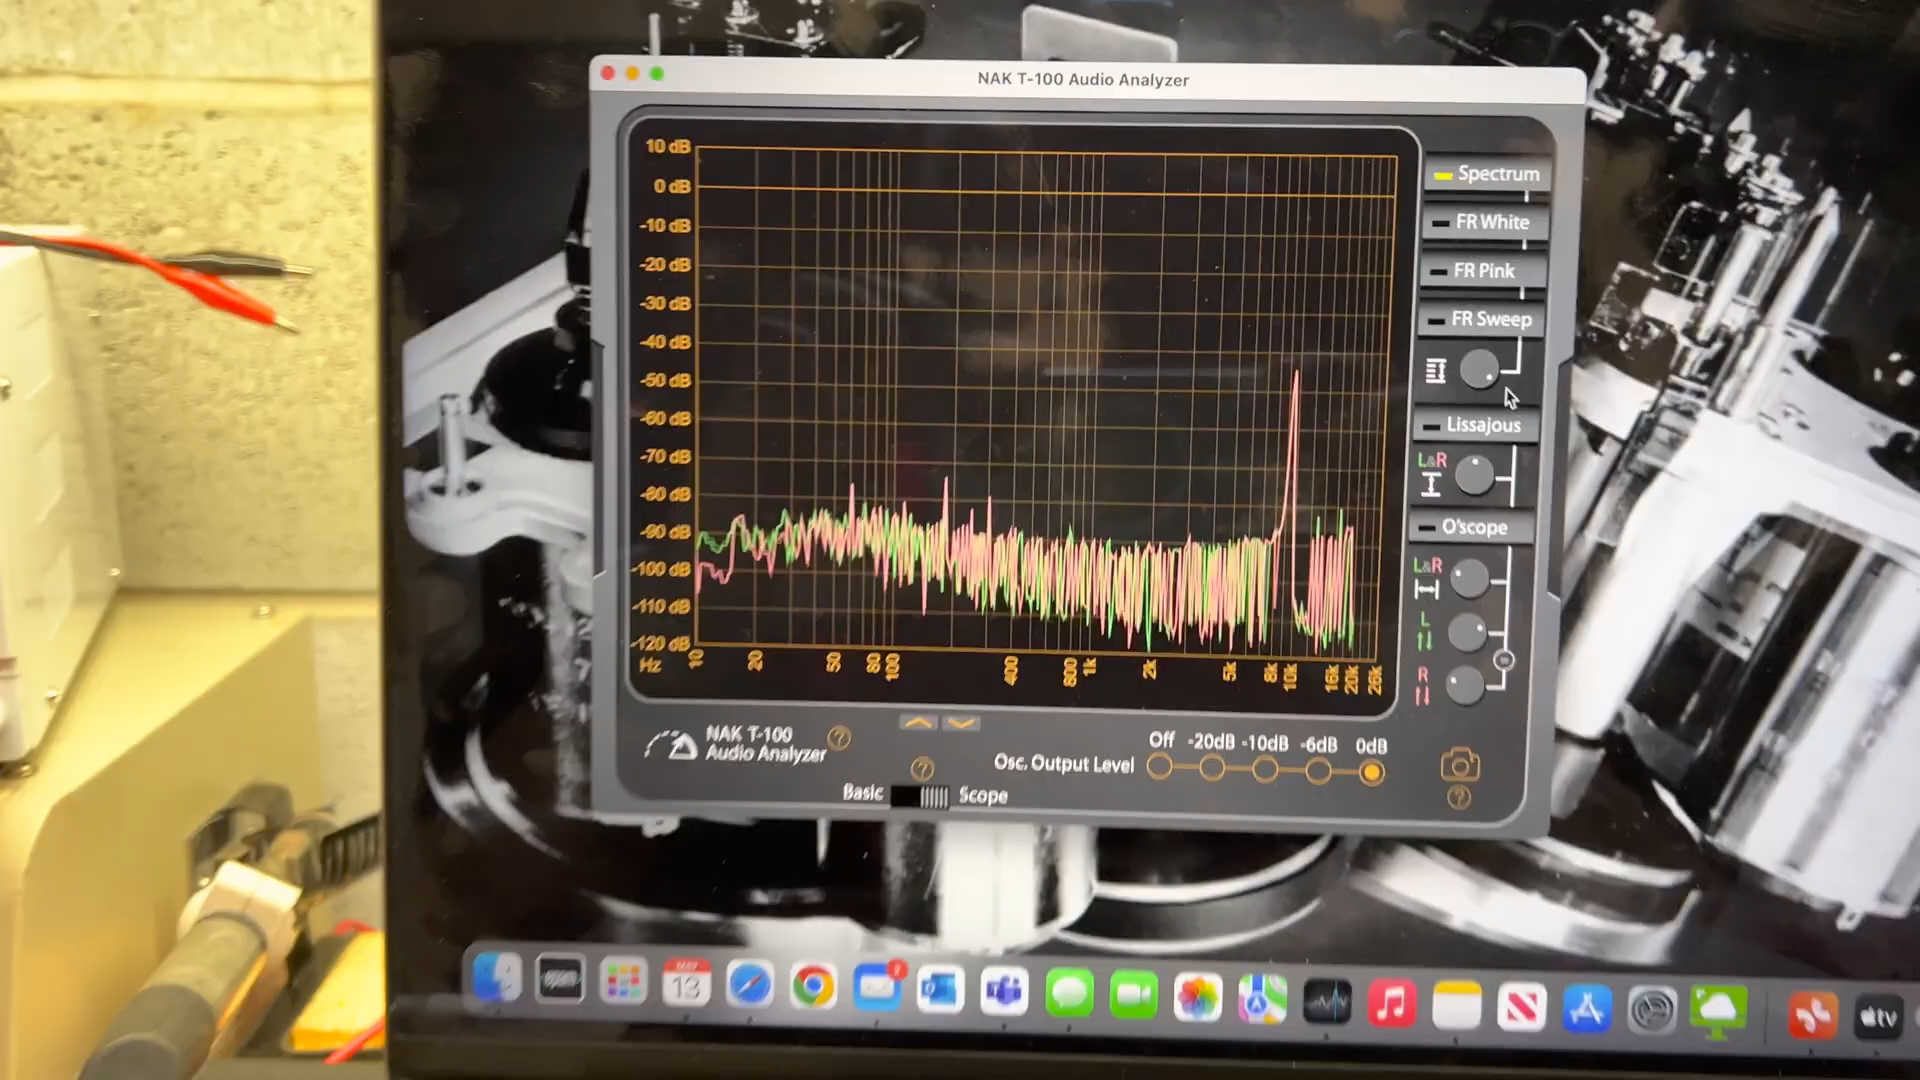 NAK T-100 Audio Analyzer
10 dB
0 dB
-10 dB
-20 dB
-30 dB
-40 dB
-50 dB
-60 dB
-70 dB
-80 dB
-90 dB
-100 dB
-110 dB
-120 dB
Hz
10
20
50
80
100
400
800
1k
2k
5k
8k
10k
16k
20k
26k
Spectrum
FR White
FR Pink
FR Sweep
Lissajous
L&R
O'scope
L&R
L
R
NAK T-100
Audio Analyzer
?
?
Osc. Output Level
Off -20dB -10dB -6dB 0dB
Basic
Scope
?
MAY
13
tv